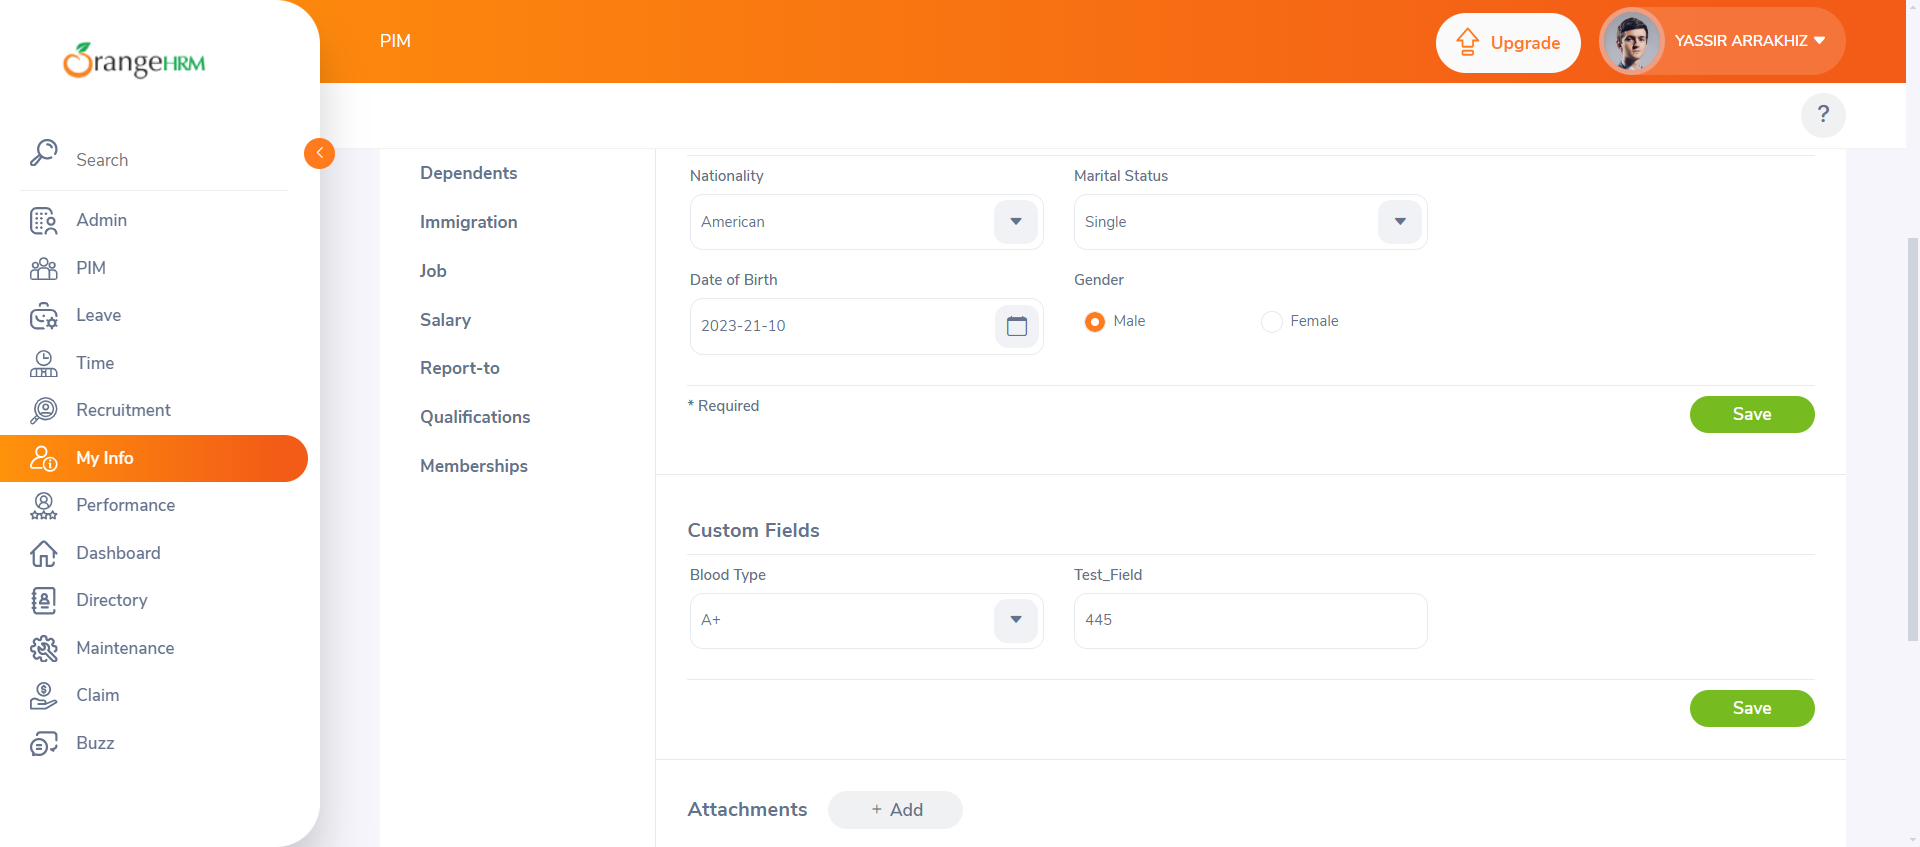 OrangeHRM
Search
Admin
PIM
Leave
Time
Recruitment
My Info
Performance
Dashboard
Directory
Maintenance
Claim
Buzz
PIM
Upgrade
YASSIR ARRAKHIZ
?
Dependents
Immigration
Job
Salary
Report-to
Qualifications
Memberships
Nationality Marital Status
American Single
Date of Birth Gender
2023-21-10 Male Female
* Required
Save
Custom Fields
Blood Type Test_Field
A+ 445
Save
Attachments + Add